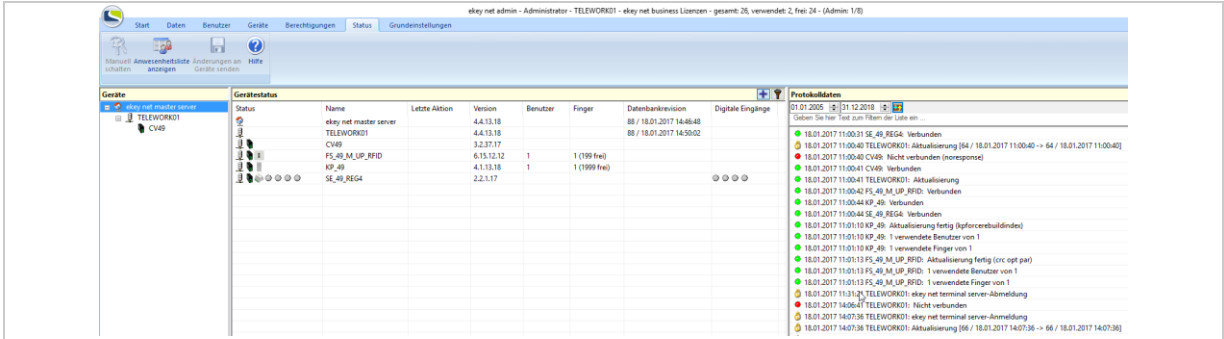 ekey net admin - Administrator - TELEWORK01 - ekey net business Lizenzen - gesamt: 26, verwendet: 2, frei: 24 - (Admin: 1/8)
Start Daten Benutzer Geräte Berechtigungen Status Grundeinstellungen
Manuell schalten
Anwesenheitsliste anzeigen
Änderungen an Geräte senden
Hilfe
Geräte
ekey net master server
TELEWORK01
CV49
Gerätestatus
Status Name Letzte Aktion Version Benutzer Finger Datenbankrevision Digitale Eingänge
ekey net master server 4.4.13.18 88 / 18.01.2017 14:46:48
TELEWORK01 4.4.13.18 88 / 18.01.2017 14:50:02
CV49 3.2.37.17
FS_49_M_UP_RFID 6.15.12.12 1 1 (199 frei)
KP_49 4.1.13.18 1 1 (1999 frei)
SE_49_REG4 2.2.1.17
Protokolldaten
01.01.2005 31.12.2018
Geben Sie hier Text zum Filtern der Liste ein ...
18.01.2017 11:00:31 SE_49_REG4: Verbunden
18.01.2017 11:00:40 TELEWORK01: Aktualisierung [64 / 18.01.2017 11:00:40 -> 64 / 18.01.2017 11:00:40]
18.01.2017 11:00:40 CV49: Nicht verbunden (noresponse)
18.01.2017 11:00:41 CV49: Verbunden
18.01.2017 11:00:41 TELEWORK01: Aktualisierung
18.01.2017 11:00:42 FS_49_M_UP_RFID: Verbunden
18.01.2017 11:00:44 KP_49: Verbunden
18.01.2017 11:00:44 SE_49_REG4: Verbunden
18.01.2017 11:01:10 KP_49: Aktualisierung fertig (kpforcerebuildindex)
18.01.2017 11:01:10 KP_49: 1 verwendete Benutzer von 1
18.01.2017 11:01:10 KP_49: 1 verwendete Finger von 1
18.01.2017 11:01:13 FS_49_M_UP_RFID: Aktualisierung fertig (crc opt par)
18.01.2017 11:01:13 FS_49_M_UP_RFID: 1 verwendete Benutzer von 1
18.01.2017 11:01:13 FS_49_M_UP_RFID: 1 verwendete Finger von 1
18.01.2017 TELEWORK01: ekey net terminal server-Abmeldung
18.01.2017 14:06:41 TELEWORK01: Nicht verbunden
18.01.2017 14:07:36 TELEWORK01: ekey net terminal server-Anmeldung
18.01.2017 14:07:36 TELEWORK01: Aktualisierung [66 / 18.01.2017 14:07:36 -> 66 / 18.01.2017 14:07:36]